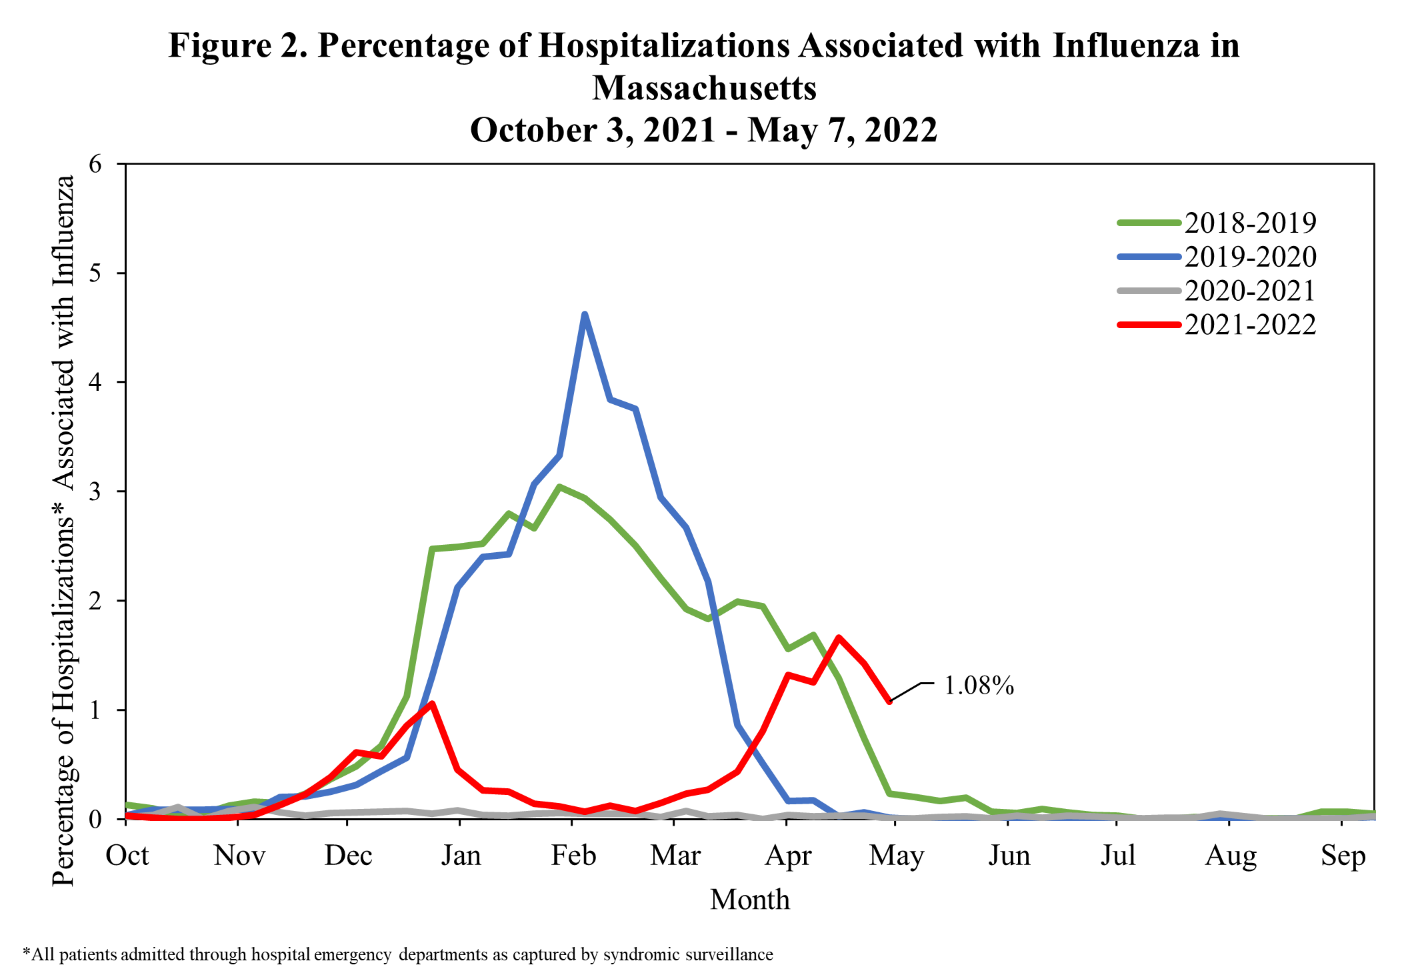 Figure 2. Percentage of Hospitalizations Associated with Influenza in
Massachusetts
October 3, 2021 - May 7, 2022
Percentage of Hospitalizations* Associated with Influenza
6
5
4
3
2
1
0
2018-2019
2019-2020
2020-2021
2021-2022
1.08%
Oct Nov Dec Jan Feb Mar Apr May Jun Jul Aug Sep
Month
*All patients admitted through hospital emergency departments as captured by syndromic surveillance